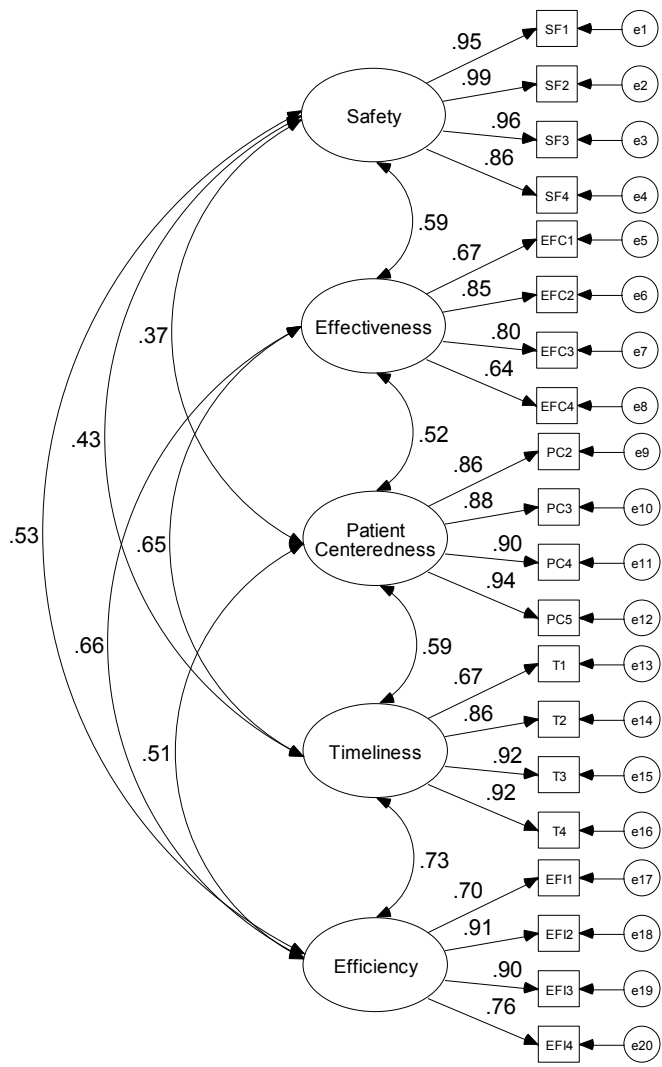 .95
SF1
e1
.99
SF2
e2
Safety
.96
SF3
e3
.86
SF4
e4
.59
.67
EFC1
e5
.85
EFC2
e6
Effectiveness
.80
EFC3
e7
.37
.64
EFC4
e8
.43
.52
.86
PC2
e9
.88
PC3
e10
Patient
Centeredness
.53
.65
.90
PC4
e11
.94
PC5
e12
.66
.59
.67
T1
e13
.86
T2
e14
Timeliness
.51
.92
T3
e15
.92
T4
e16
.73
.70
EFI1
e17
.91
EFI2
e18
Efficiency
.90
EFI3
e19
.76
EFI4
e20